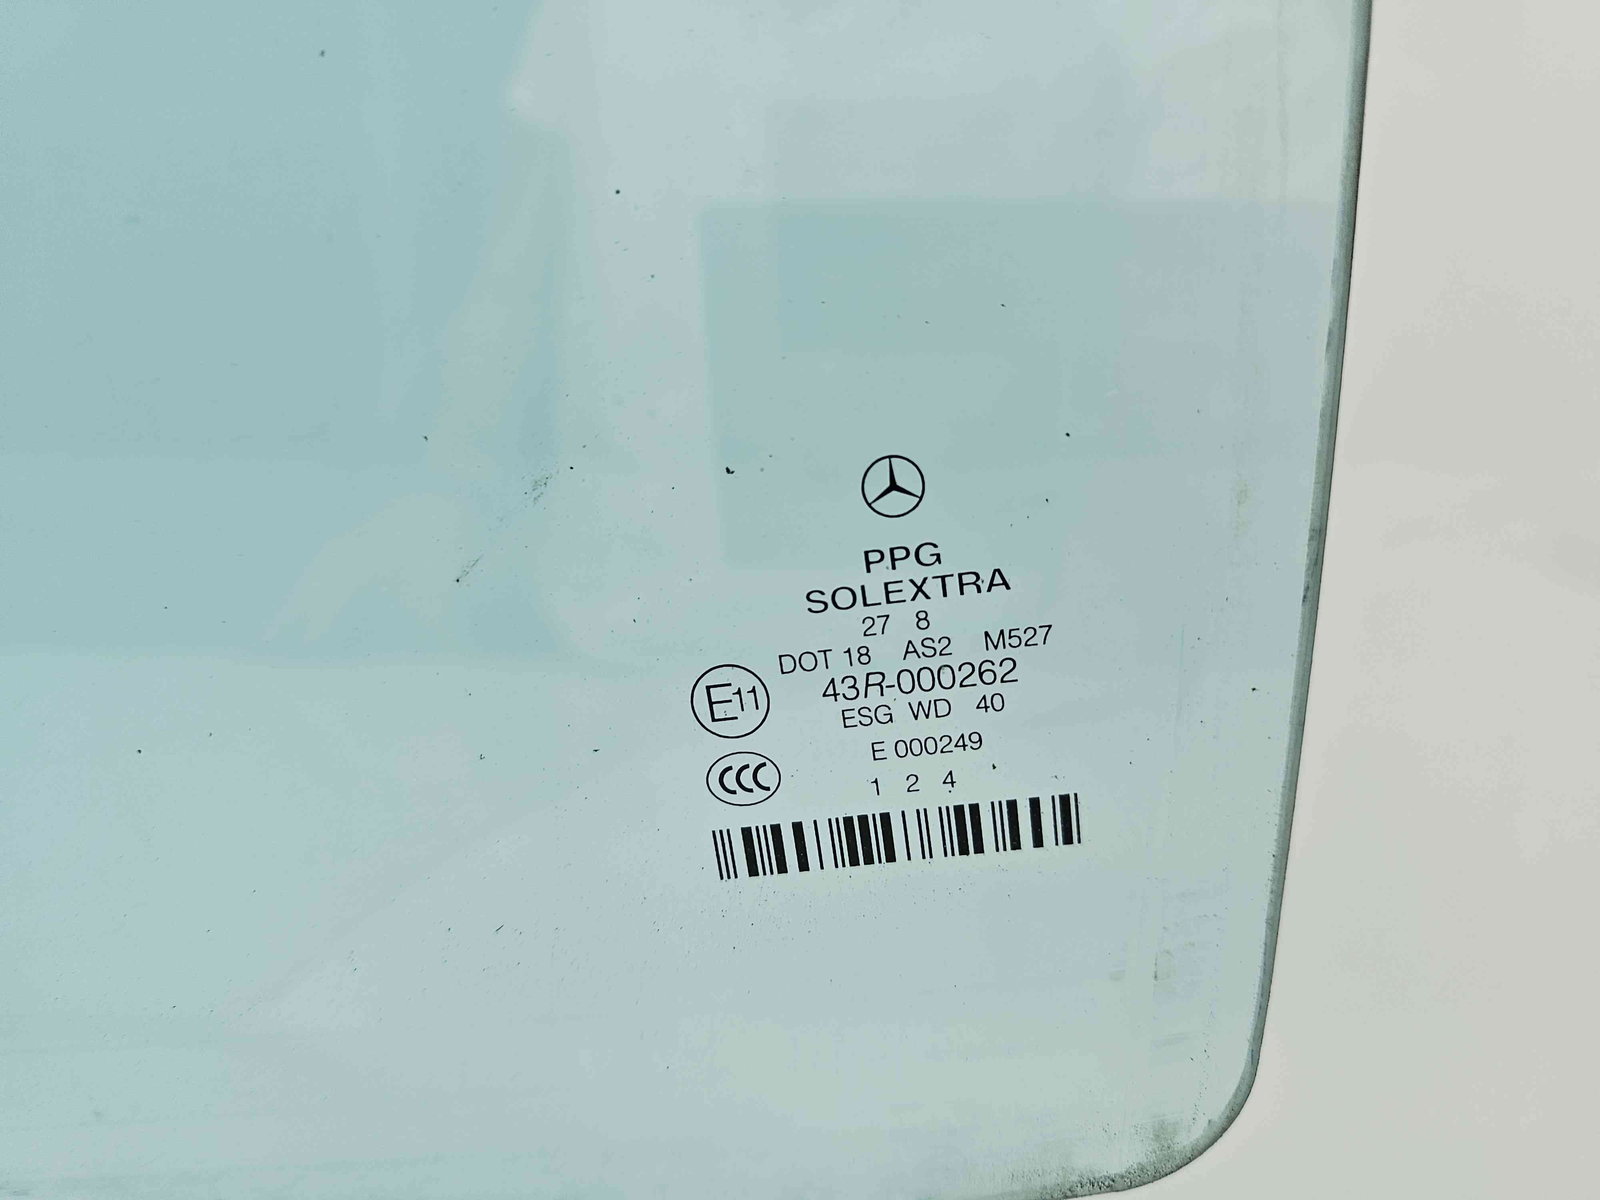 PPG
SOLEXTRA
27 8
DOT 18 AS2 M527
E11 43R-000262
ESG WD 40
E 000249
CCC 1 2 4